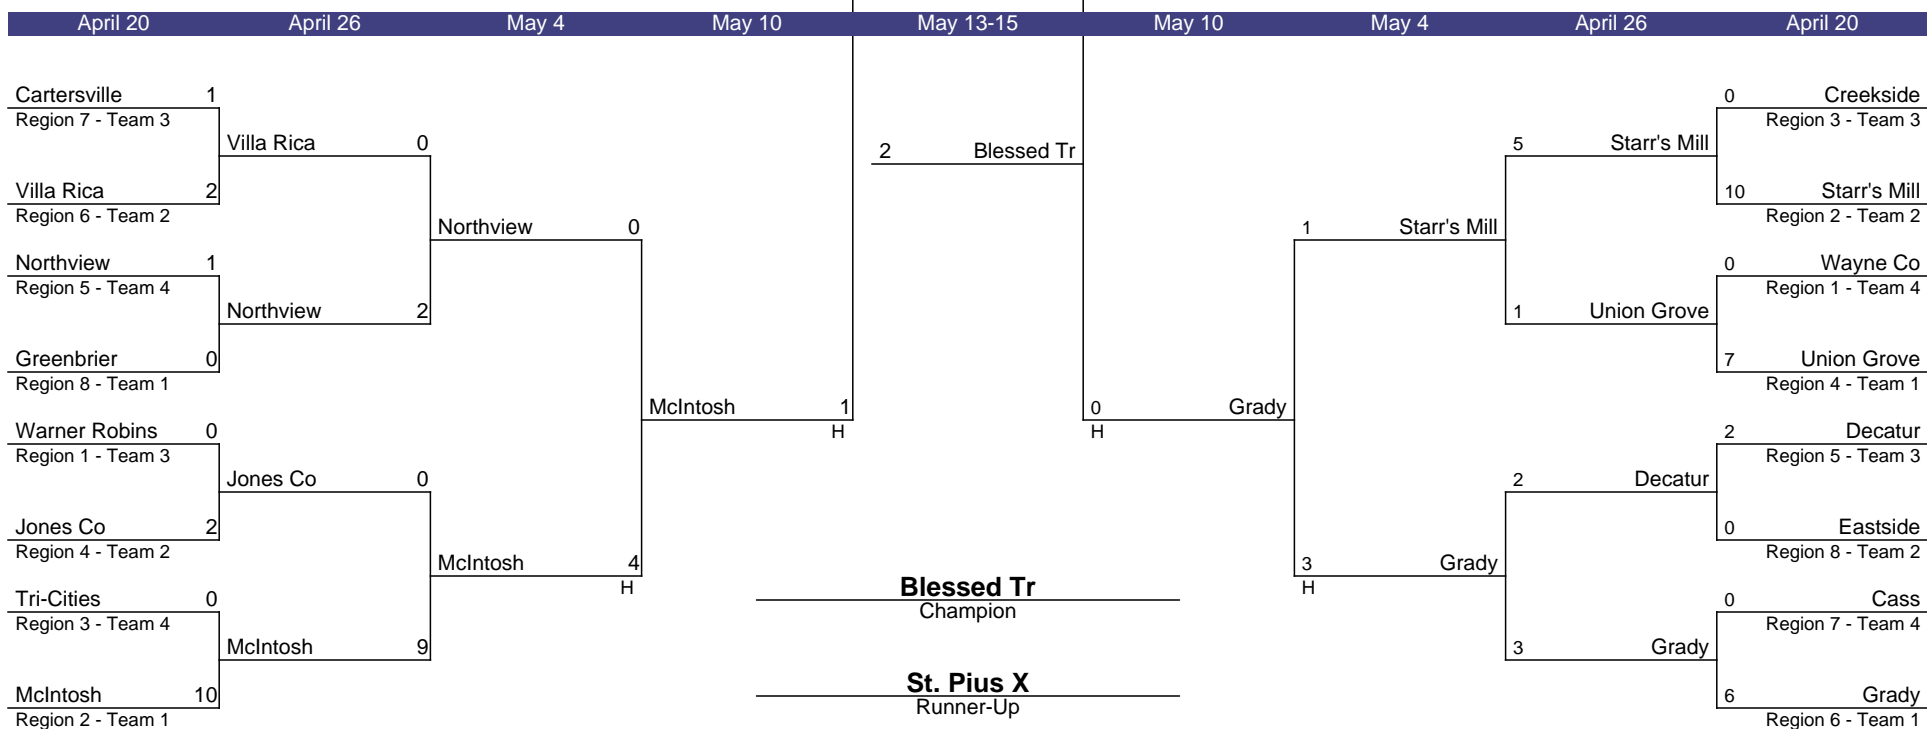 April 20 April 26 May 4 May 10 May 13-15 May 10 May 4 April 26 April 20
Cartersville 1
Region 7 - Team 3
Villa Rica 0
Villa Rica 2
Region 6 - Team 2
Northview 0
Northview 1
Region 5 - Team 4
Northview 2
Greenbrier 0
Region 8 - Team 1
McIntosh 1
H
Warner Robins 0
Region 1 - Team 3
Jones Co 0
Jones Co 2
Region 4 - Team 2
McIntosh 4
H
Tri-Cities 0
Region 3 - Team 4
McIntosh 9
McIntosh 10
Region 2 - Team 1
2 Blessed Tr
Blessed Tr
Champion
St. Pius X
Runner-Up
0 Creekside
Region 3 - Team 3
5 Starr's Mill
10 Starr's Mill
Region 2 - Team 2
1 Starr's Mill
0 Wayne Co
Region 1 - Team 4
1 Union Grove
7 Union Grove
Region 4 - Team 1
0 Grady
H
2 Decatur
Region 5 - Team 3
2 Decatur
0 Eastside
Region 8 - Team 2
3 Grady
H
0 Cass
Region 7 - Team 4
3 Grady
6 Grady
Region 6 - Team 1